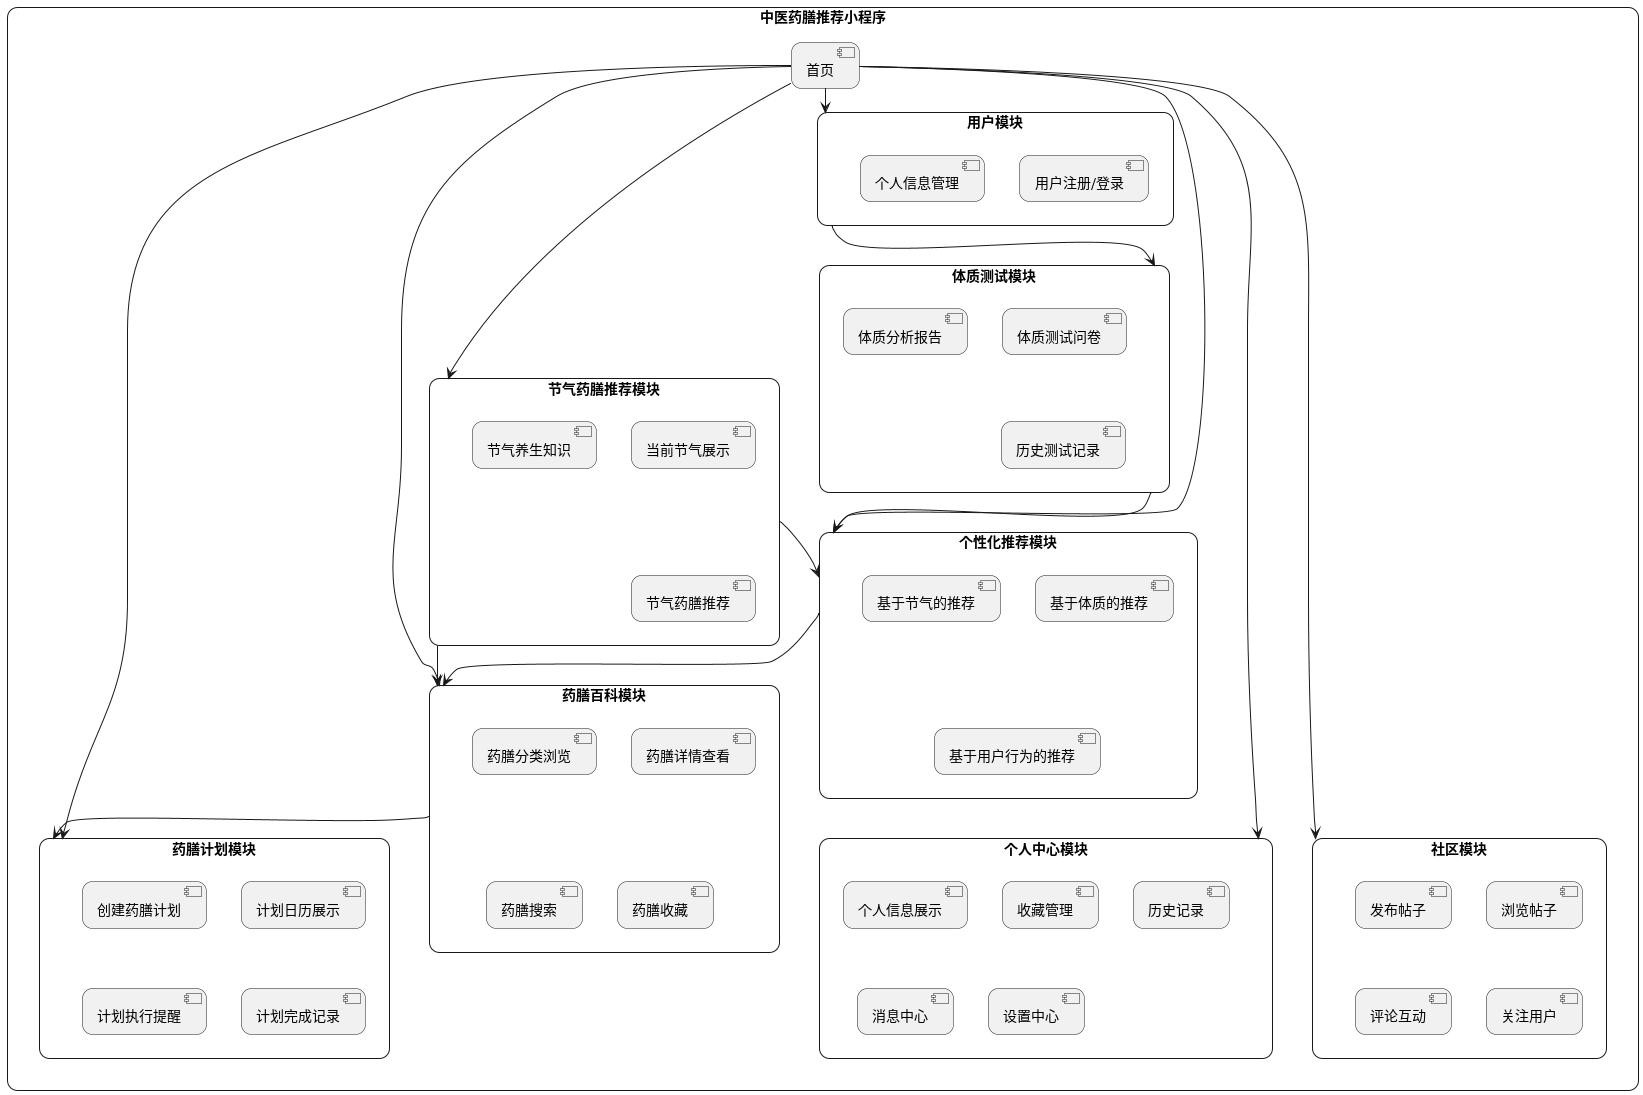 中医药膳推荐小程序
首页
用户模块
个人信息管理
用户注册/登录
体质测试模块
体质分析报告
体质测试问卷
历史测试记录
节气药膳推荐模块
节气养生知识
当前节气展示
节气药膳推荐
个性化推荐模块
基于节气的推荐
基于体质的推荐
基于用户行为的推荐
药膳百科模块
药膳分类浏览
药膳详情查看
药膳搜索
药膳收藏
药膳计划模块
创建药膳计划
计划日历展示
计划执行提醒
计划完成记录
个人中心模块
个人信息展示
收藏管理
历史记录
消息中心
设置中心
社区模块
发布帖子
浏览帖子
评论互动
关注用户